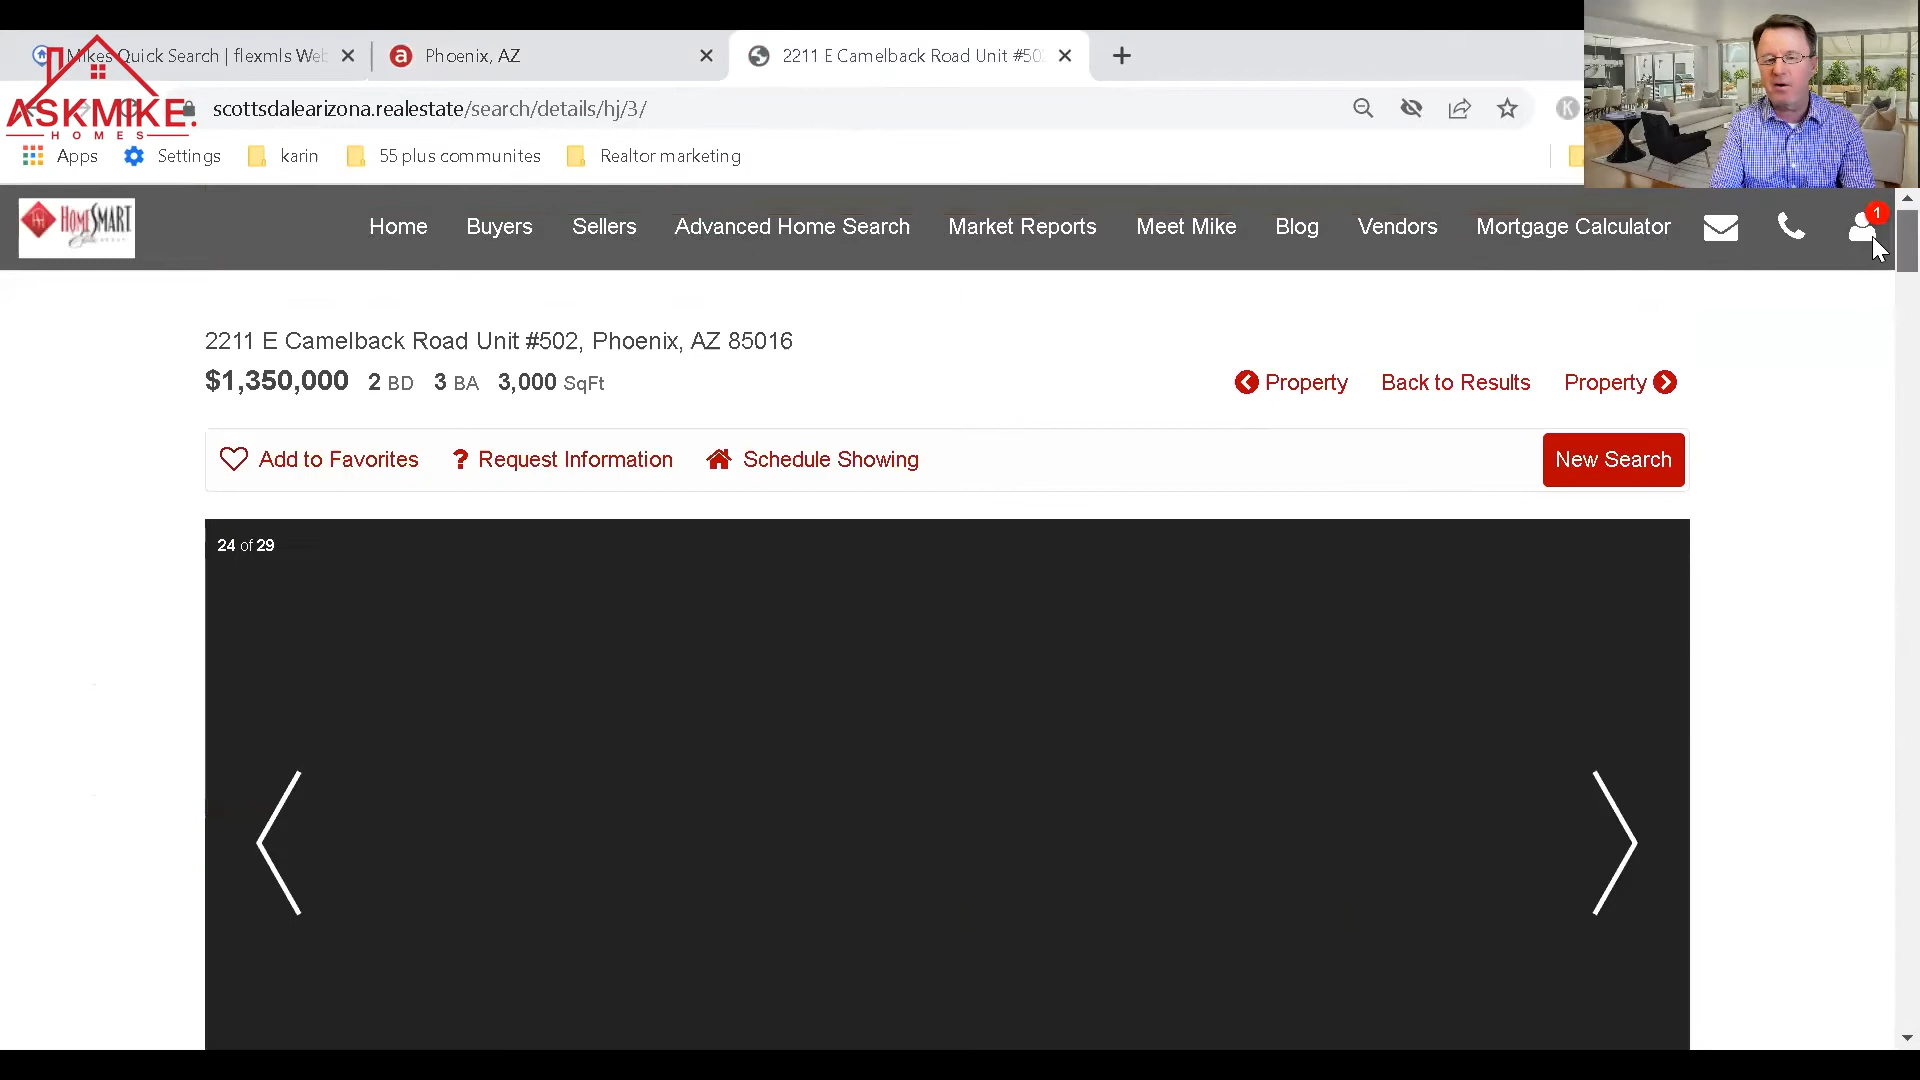 Mikes Quick Search | flexmls Web
Phoenix, AZ
2211 E Camelback Road Unit #502
ASKMIKE.
HOMES
scottsdalearizona.realestate/search/details/hj/3/
K
Apps
Settings
karin
55 plus communites
Realtor marketing
HOMESMART
Home
Buyers
Sellers
Advanced Home Search
Market Reports
Meet Mike
Blog
Vendors
Mortgage Calculator
1
2211 E Camelback Road Unit #502, Phoenix, AZ 85016
$1,350,000 2 BD 3 BA 3,000 SqFt
Property
Back to Results
Property
Add to Favorites
? Request Information
Schedule Showing
New Search
24 of 29